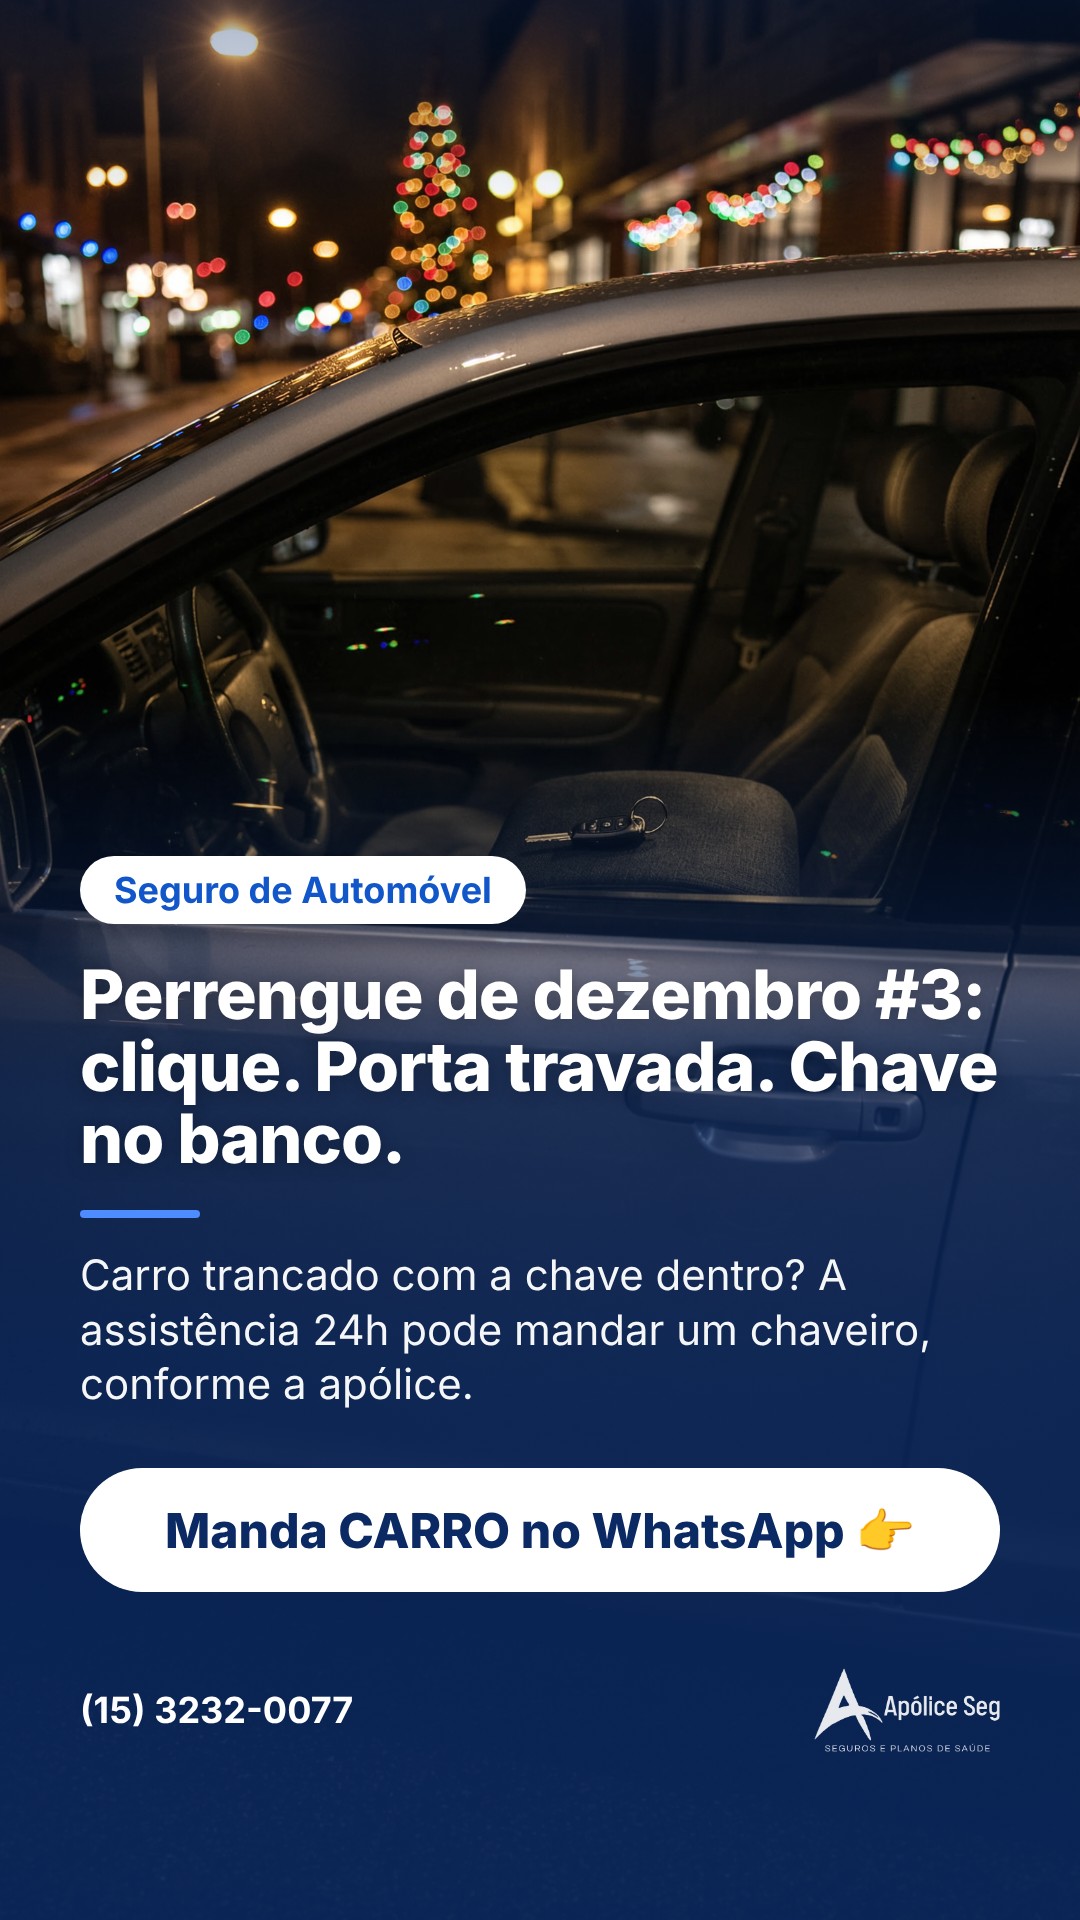 Seguro de Automóvel
Perrengue de dezembro #3:
clique. Porta travada. Chave
no banco.
Carro trancado com a chave dentro? A
assistência 24h pode mandar um chaveiro,
conforme a apólice.
Manda CARRO no WhatsApp 👉
(15) 3232-0077
Apólice Seg
SEGUROS E PLANOS DE SAÚDE